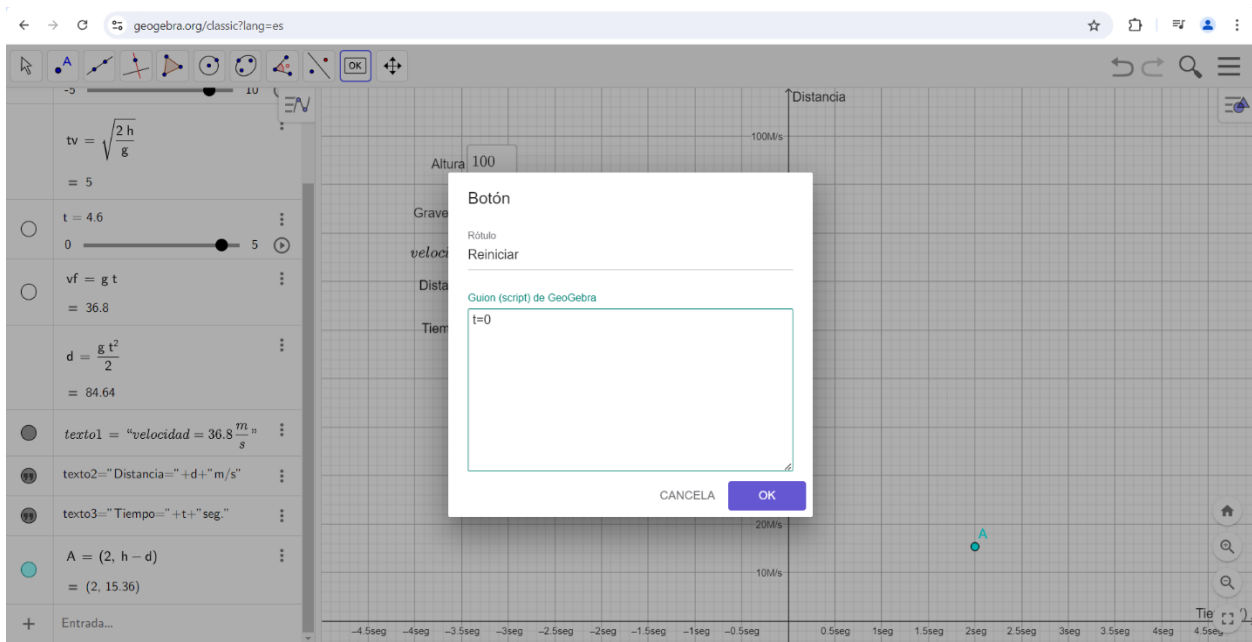 geogebra.org/classic?lang=es
A
OK
-5 10
tv = √(2 h / g)
= 5
t = 4.6
0 5
vf = g t
= 36.8
d = g t² / 2
= 84.64
texto1 = “velocidad = 36.8 m/s”
texto2="Distancia="+d+"m/s"
texto3="Tiempo="+t+"seg."
A = (2, h – d)
= (2, 15.36)
+ Entrada...
Distancia
100M/s
Altura 100
Grave
veloci
Dista
Tiem
Botón
Rótulo
Reiniciar
Guion (script) de GeoGebra
t=0
CANCELA OK
20M/s
A
10M/s
Tie
-4.5seg -4seg -3.5seg -3seg -2.5seg -2seg -1.5seg -1seg -0.5seg 0.5seg 1seg 1.5seg 2seg 2.5seg 3seg 3.5seg 4seg 4.5seg